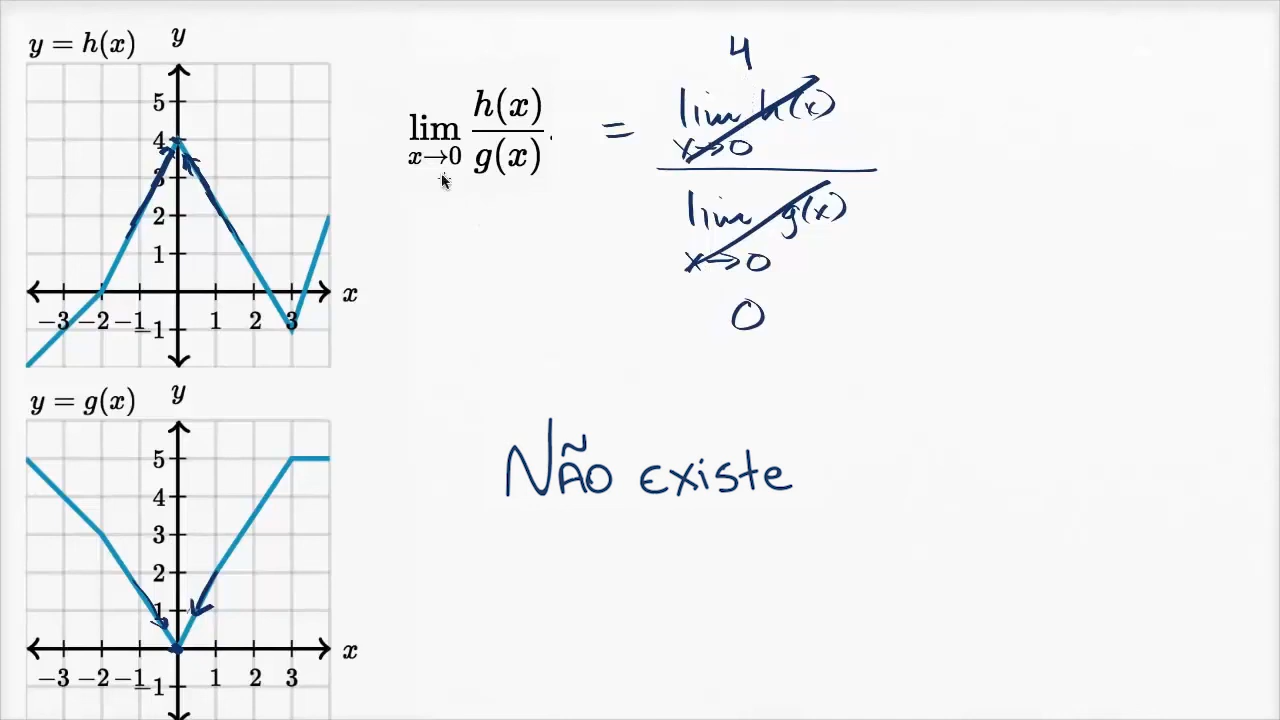 y = h(x)
y
5
4
3
2
1
-3 -2 -1 1 2 3 x
-1
lim x→0 h(x)/g(x). = lim x→0 h(x) / lim x→0 g(x)
4
0
y = g(x)
y
5
4
3
2
1
-3 -2 -1 1 2 3 x
-1
NÃO existe